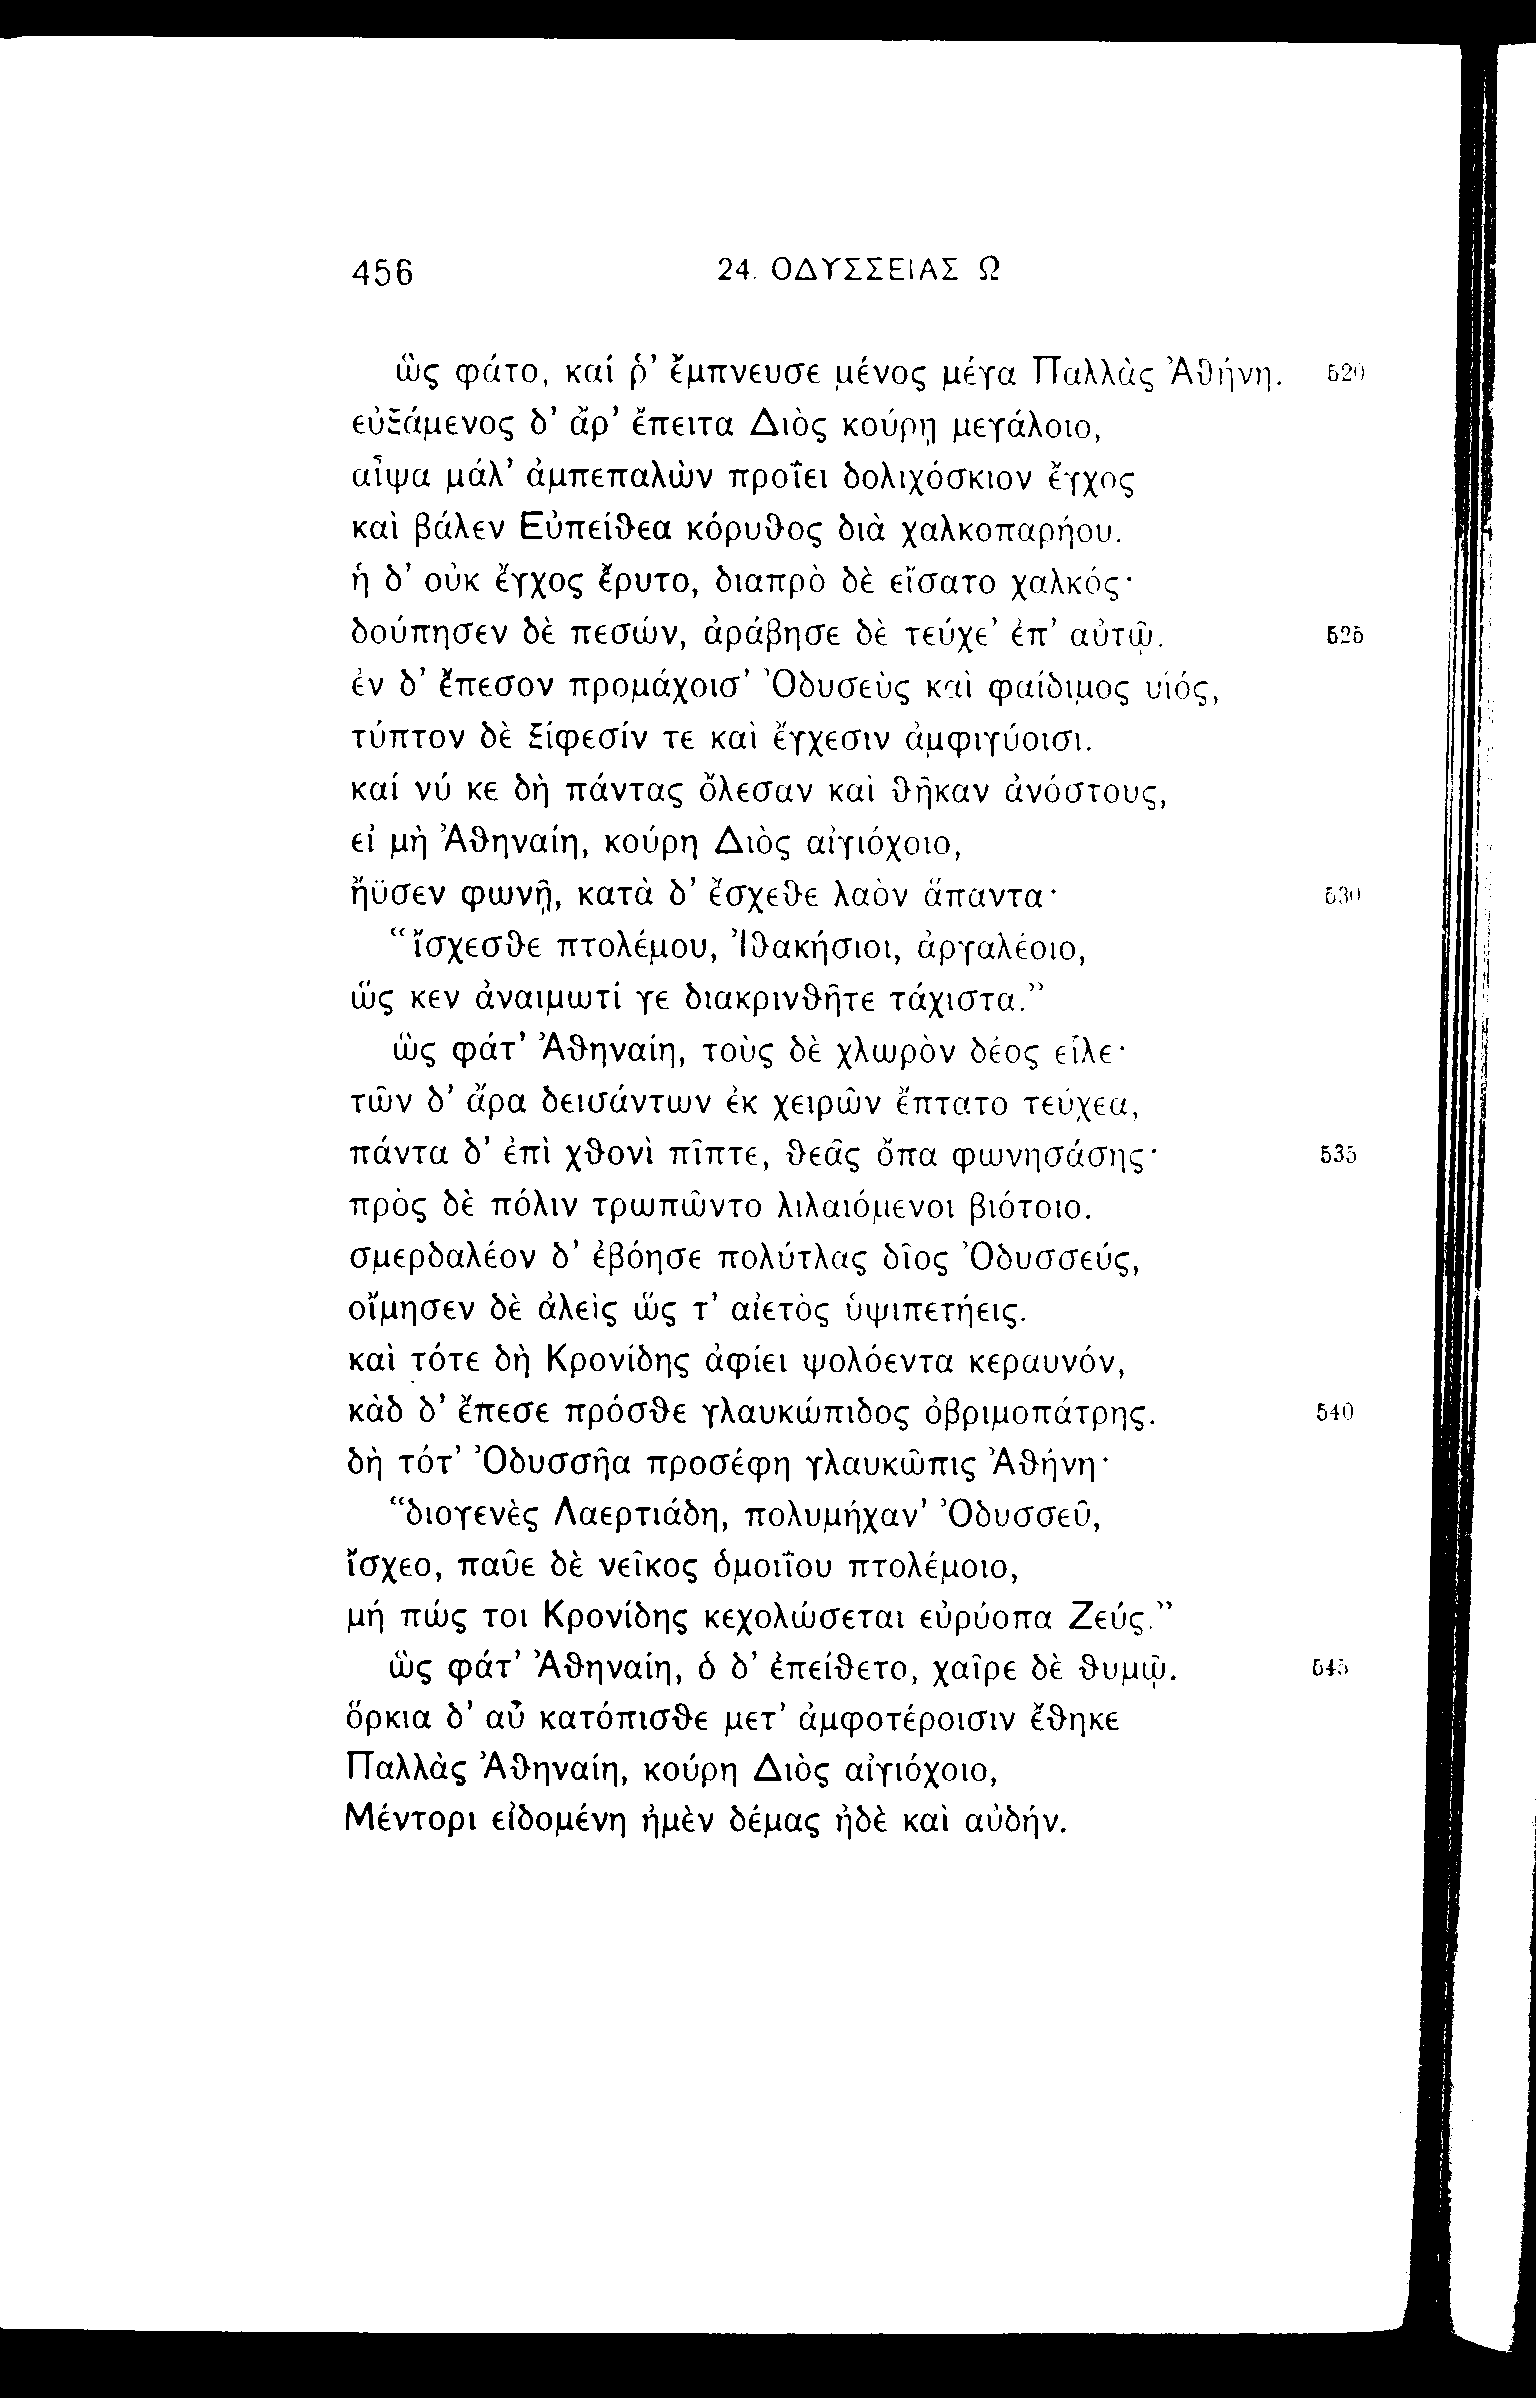 456 24. ΟΔΥΣΣΕΙΑΣ Ω
ὣς φάτο, καί ῥ’ ἔμπνευσε μένος μέγα Παλλὰς Ἀθήνη. 520
εὐξάμενος δ’ ἄρ’ ἔπειτα Διὸς κούρῃ μεγάλοιο,
αἶψα μάλ’ ἀμπεπαλὼν προΐει δολιχόσκιον ἔγχος
καὶ βάλεν Εὐπείθεα κόρυθος διὰ χαλκοπαρῄου.
ἡ δ’ οὐκ ἔγχος ἔρυτο, διαπρὸ δὲ εἴσατο χαλκός·
δούπησεν δὲ πεσών, ἀράβησε δὲ τεύχε’ ἐπ’ αὐτῷ. 525
ἐν δ’ ἔπεσον προμάχοισ’ Ὀδυσεὺς καὶ φαίδιμος υἱός,
τύπτον δὲ ξίφεσίν τε καὶ ἔγχεσιν ἀμφιγύοισι.
καί νύ κε δὴ πάντας ὄλεσαν καὶ θῆκαν ἀνόστους,
εἰ μὴ Ἀθηναίη, κούρη Διὸς αἰγιόχοιο,
ἤϋσεν φωνῇ, κατὰ δ’ ἔσχεθε λαὸν ἅπαντα· 530
“ἴσχεσθε πτολέμου, Ἰθακήσιοι, ἀργαλέοιο,
ὥς κεν ἀναιμωτί γε διακρινθῆτε τάχιστα.”
ὣς φάτ’ Ἀθηναίη, τοὺς δὲ χλωρὸν δέος εἷλε·
τῶν δ’ ἄρα δεισάντων ἐκ χειρῶν ἔπτατο τεύχεα,
πάντα δ’ ἐπὶ χθονὶ πῖπτε, θεᾶς ὄπα φωνησάσης· 535
πρὸς δὲ πόλιν τρωπῶντο λιλαιόμενοι βιότοιο.
σμερδαλέον δ’ ἐβόησε πολύτλας δῖος Ὀδυσσεύς,
οἴμησεν δὲ ἀλεὶς ὥς τ’ αἰετὸς ὑψιπετήεις.
καὶ τότε δὴ Κρονίδης ἀφίει ψολόεντα κεραυνόν,
κὰδ δ’ ἔπεσε πρόσθε γλαυκώπιδος ὀβριμοπάτρης. 540
δὴ τότ’ Ὀδυσσῆα προσέφη γλαυκῶπις Ἀθήνη·
“διογενὲς Λαερτιάδη, πολυμήχαν’ Ὀδυσσεῦ,
ἴσχεο, παῦε δὲ νεῖκος ὁμοιΐου πτολέμοιο,
μή πώς τοι Κρονίδης κεχολώσεται εὐρύοπα Ζεύς.”
ὣς φάτ’ Ἀθηναίη, ὁ δ’ ἐπείθετο, χαῖρε δὲ θυμῷ. 545
ὅρκια δ’ αὖ κατόπισθε μετ’ ἀμφοτέροισιν ἔθηκε
Παλλὰς Ἀθηναίη, κούρη Διὸς αἰγιόχοιο,
Μέντορι εἰδομένη ἠμὲν δέμας ἠδὲ καὶ αὐδήν.